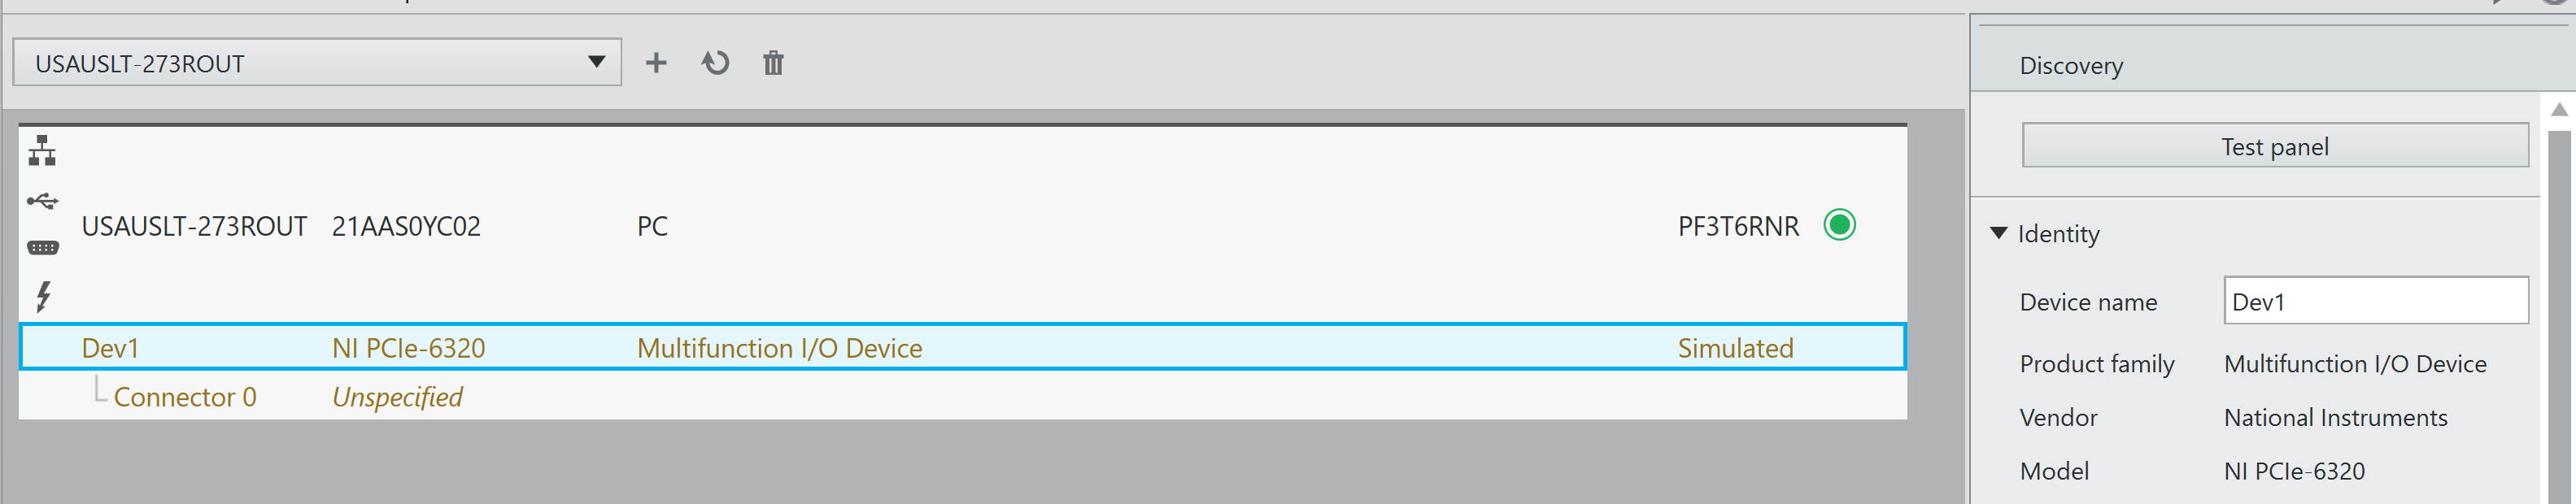 USAUSLT-273ROUT
USAUSLT-273ROUT 21AAS0YC02 PC PF3T6RNR
Dev1 NI PCIe-6320 Multifunction I/O Device Simulated
Connector 0 Unspecified
Discovery
Test panel
Identity
Device name Dev1
Product family Multifunction I/O Device
Vendor National Instruments
Model NI PCIe-6320